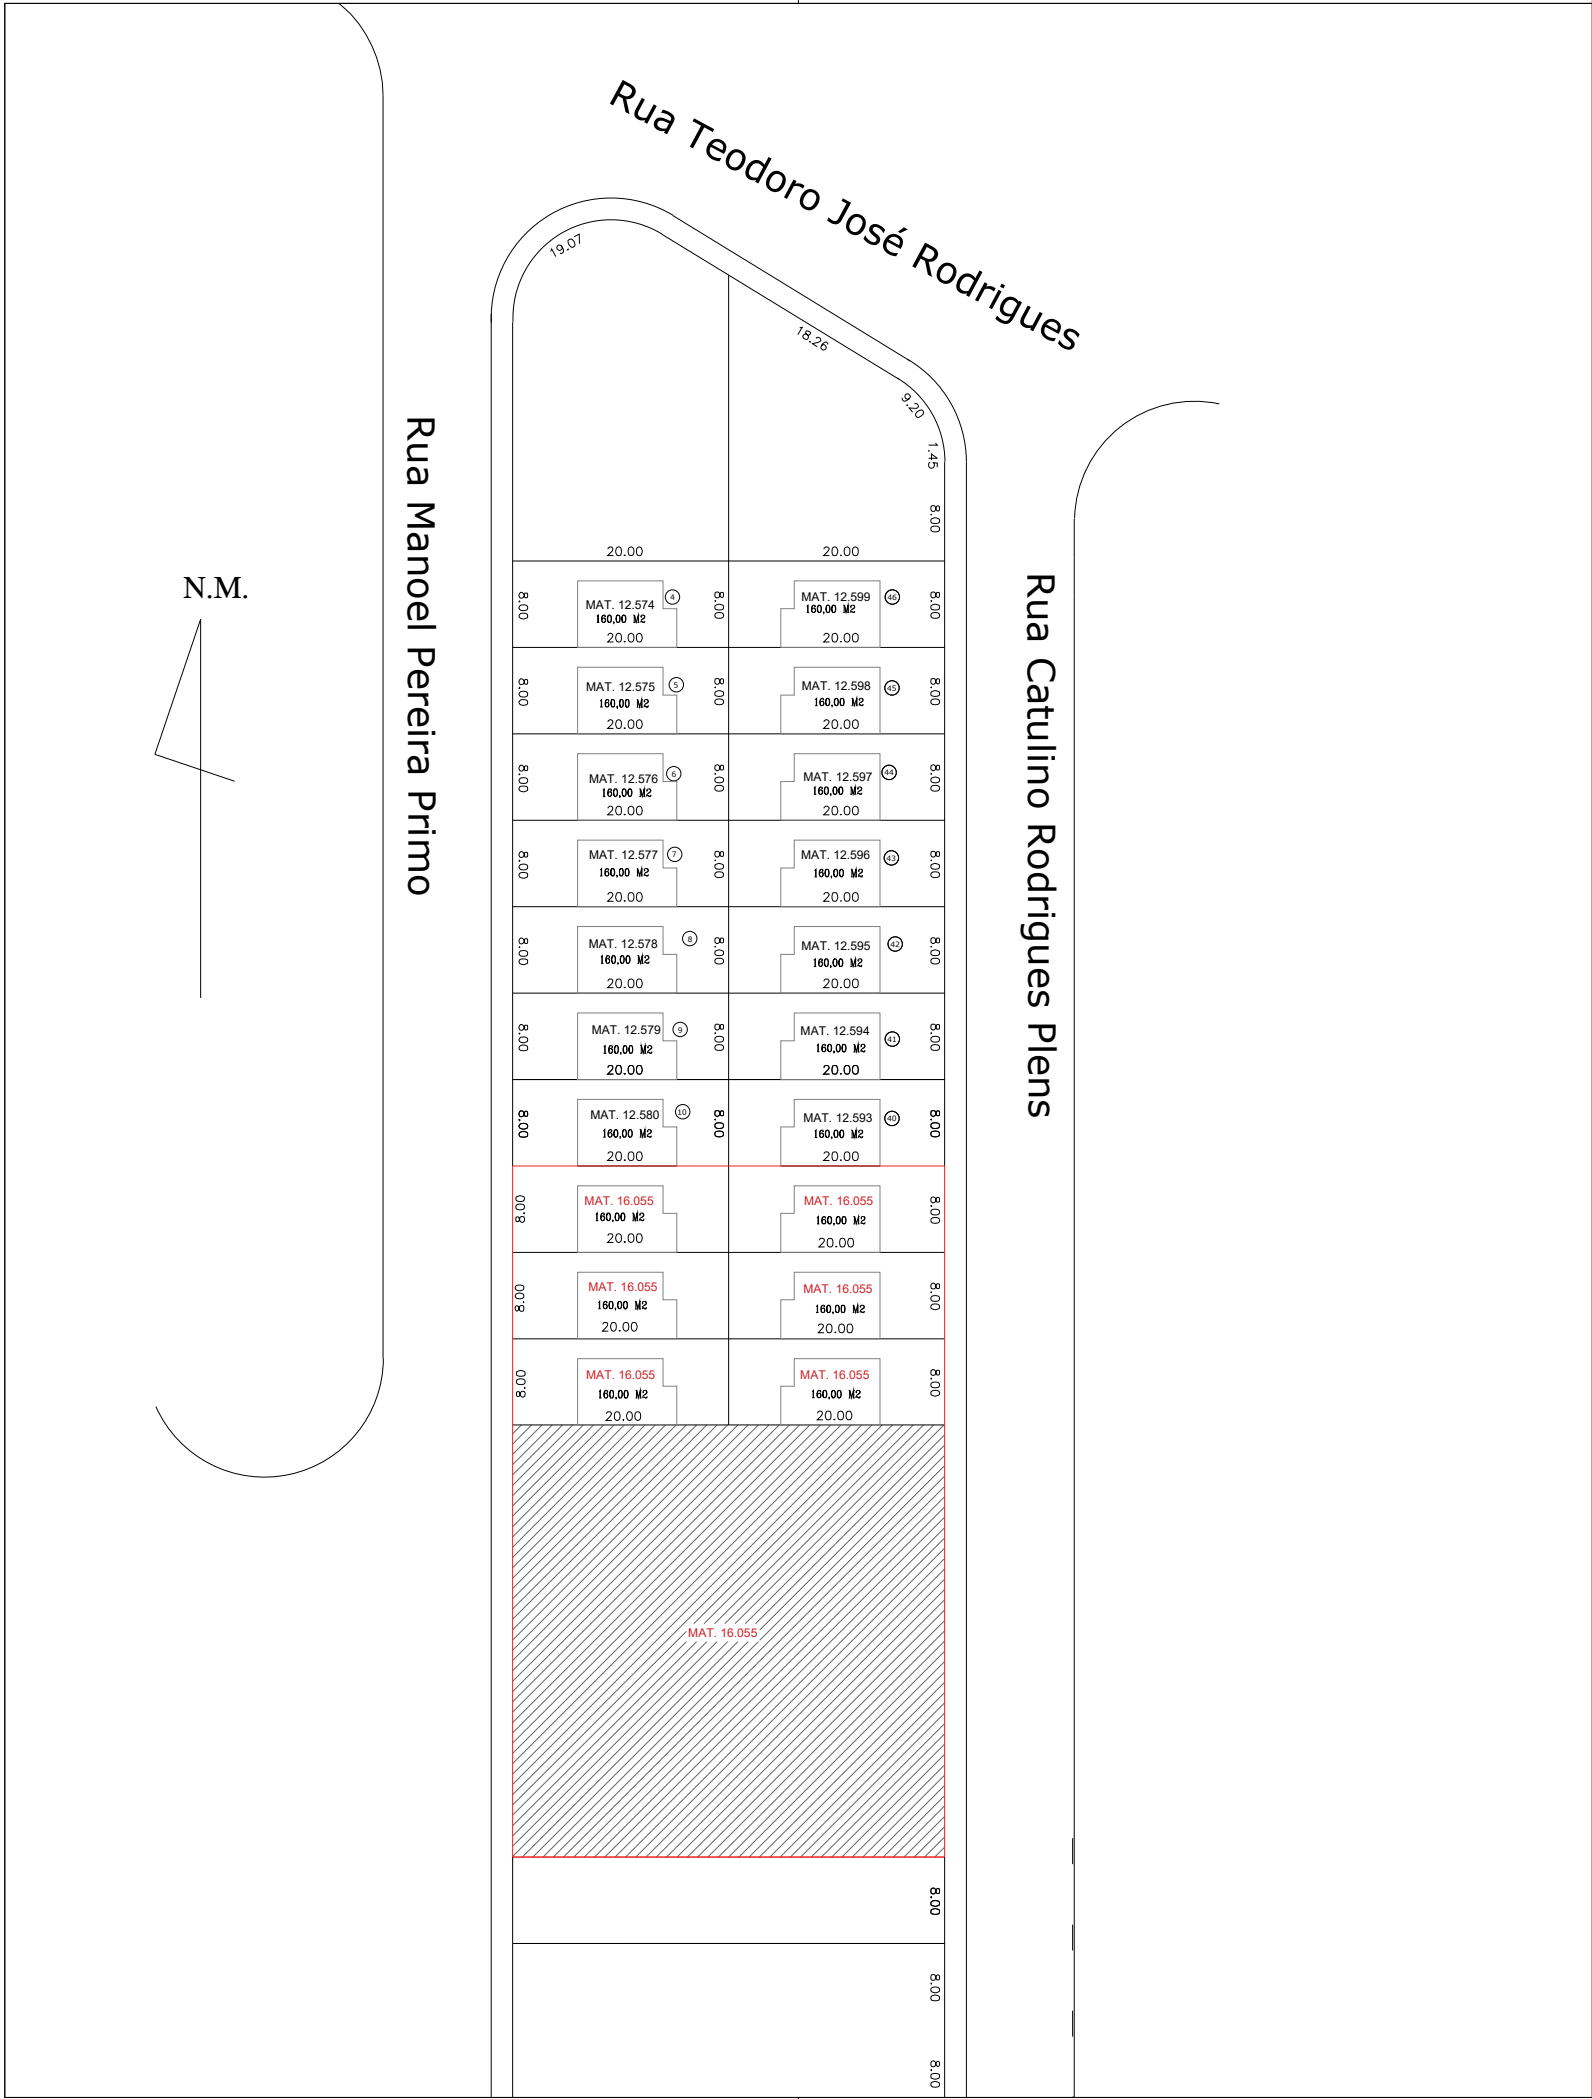 Rua Teodoro José Rodrigues
19.07
18.26
9.20
1.45
8.00
Rua Manoel Pereira Primo
N.M.
Rua Catulino Rodrigues Plens
20.00
20.00
8.00
MAT. 12.574
4
160,00 M2
20.00
8.00
MAT. 12.599
46
160,00 M2
20.00
8.00
8.00
MAT. 12.575
5
160,00 M2
20.00
8.00
MAT. 12.598
45
160,00 M2
20.00
8.00
8.00
MAT. 12.576
6
160,00 M2
20.00
8.00
MAT. 12.597
44
160,00 M2
20.00
8.00
8.00
MAT. 12.577
7
160,00 M2
20.00
8.00
MAT. 12.596
43
160,00 M2
20.00
8.00
8.00
MAT. 12.578
8
160,00 M2
20.00
8.00
MAT. 12.595
42
160,00 M2
20.00
8.00
8.00
MAT. 12.579
9
160,00 M2
20.00
8.00
MAT. 12.594
41
160,00 M2
20.00
8.00
8.00
MAT. 12.580
10
160,00 M2
20.00
8.00
MAT. 12.593
40
160,00 M2
20.00
8.00
8.00
MAT. 16.055
160,00 M2
20.00
MAT. 16.055
160,00 M2
20.00
8.00
8.00
MAT. 16.055
160,00 M2
20.00
MAT. 16.055
160,00 M2
20.00
8.00
8.00
MAT. 16.055
160,00 M2
20.00
MAT. 16.055
160,00 M2
20.00
8.00
MAT. 16.055
8.00
8.00
8.00